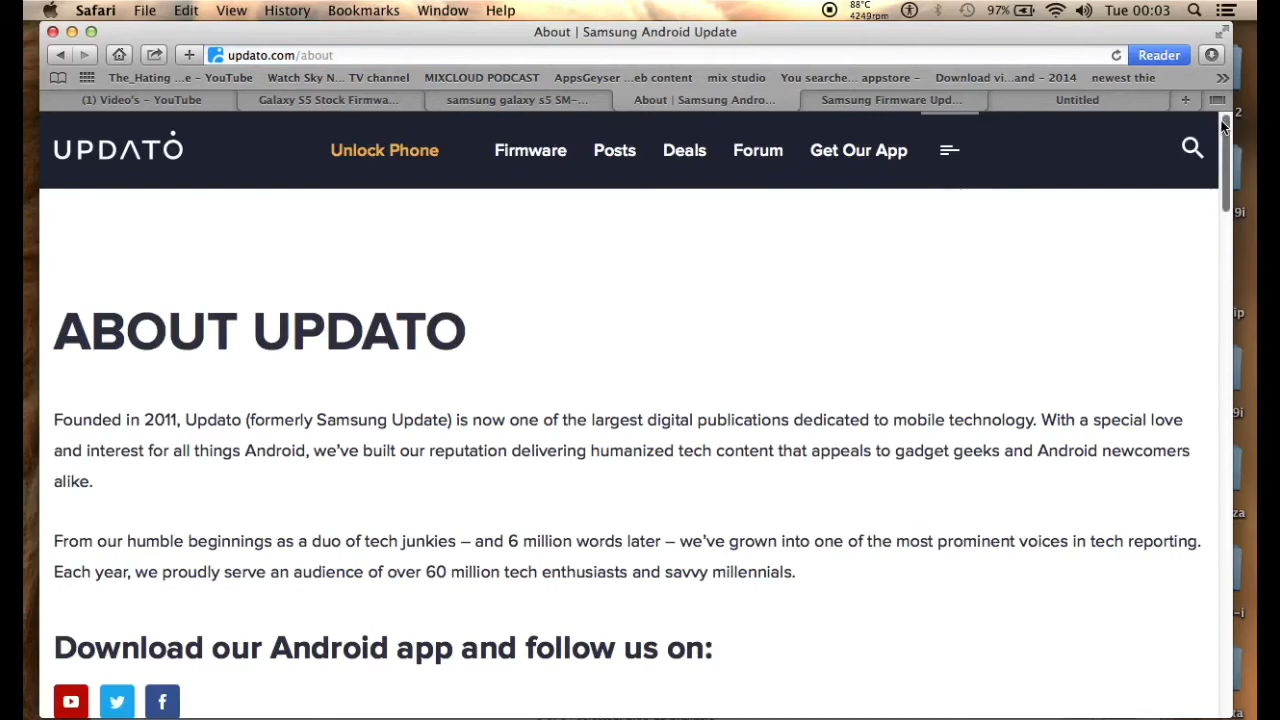 Safari File Edit View History Bookmarks Window Help 88°C 4249rpm 97% Tue 00:03
About | Samsung Android Update
updato.com/about Reader
The_Hating ...e - YouTube Watch Sky N... TV channel MIXCLOUD PODCAST AppsGeyser ...eb content mix studio You searche... appstore - Download vi...and - 2014 newest thie
(1) Video's - YouTube Galaxy S5 Stock Firmwa... samsung galaxy s5 SM-... About | Samsung Andro... Samsung Firmware Upd... Untitled
UPDATO Unlock Phone Firmware Posts Deals Forum Get Our App
ABOUT UPDATO
Founded in 2011, Updato (formerly Samsung Update) is now one of the largest digital publications dedicated to mobile technology. With a special love
and interest for all things Android, we've built our reputation delivering humanized tech content that appeals to gadget geeks and Android newcomers
alike.
From our humble beginnings as a duo of tech junkies – and 6 million words later – we've grown into one of the most prominent voices in tech reporting.
Each year, we proudly serve an audience of over 60 million tech enthusiasts and savvy millennials.
Download our Android app and follow us on:
2
9i
ip
9i
za
-i
ta